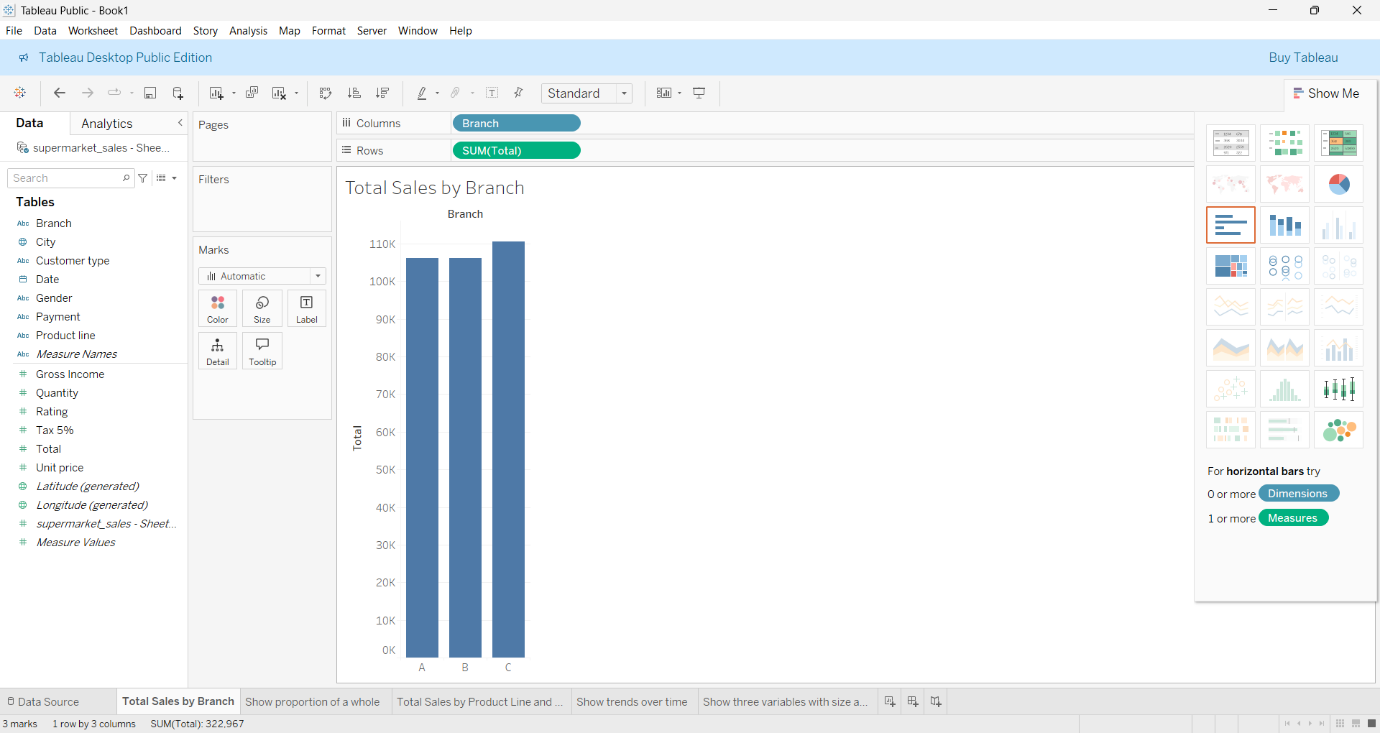 Tableau Public - Book1
File Data Worksheet Dashboard Story Analysis Map Format Server Window Help
Tableau Desktop Public Edition
Buy Tableau
Standard
Show Me
Data
Analytics
supermarket_sales - Shee...
Search
Tables
Abc Branch
City
Abc Customer type
Date
Abc Gender
Abc Payment
Abc Product line
Abc Measure Names
# Gross Income
# Quantity
# Rating
# Tax 5%
# Total
# Unit price
Latitude (generated)
Longitude (generated)
# supermarket_sales - Sheet...
# Measure Values
Pages
Filters
Marks
Automatic
Color
Size
Label
Detail
Tooltip
Columns
Branch
Rows
SUM(Total)
Total Sales by Branch
Branch
110K
100K
90K
80K
70K
60K
50K
40K
30K
20K
10K
0K
Total
A B C
For horizontal bars try
0 or more Dimensions
1 or more Measures
Data Source
Total Sales by Branch
Show proportion of a whole
Total Sales by Product Line and ...
Show trends over time
Show three variables with size a...
3 marks 1 row by 3 columns SUM(Total): 322,967